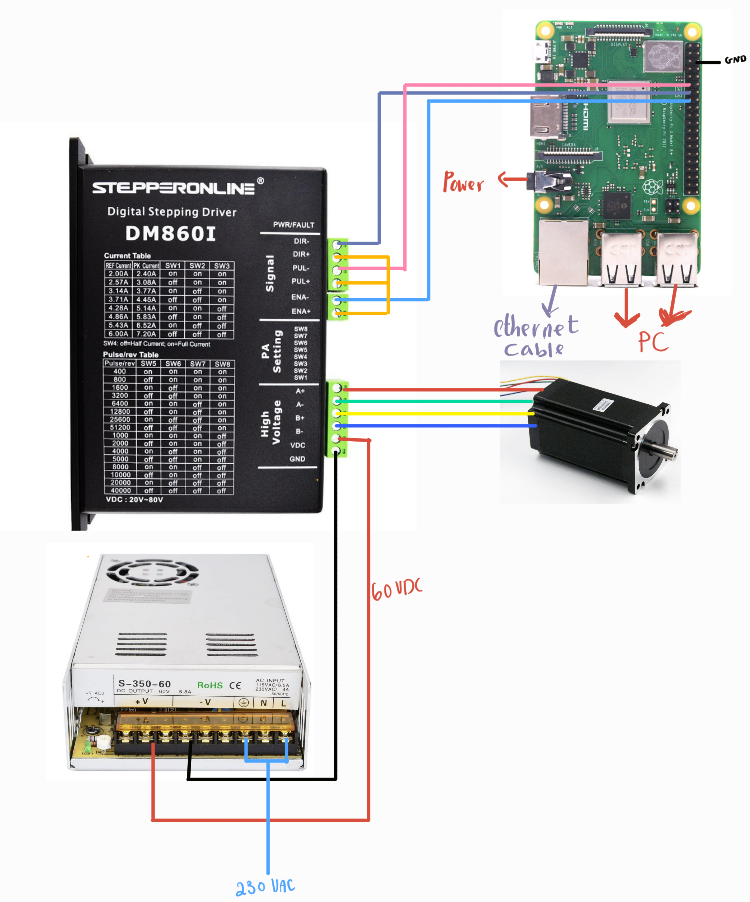 GND
Power
Ethernet
Cable
PC
STEPPERONLINE®
Digital Stepping Driver
DM860I
PWR/FAULT
Signal
DIR-
DIR+
PUL-
PUL+
ENA-
ENA+
PA
Setting
SW8
SW7
SW6
SW5
SW4
SW3
SW2
SW1
High
Voltage
A+
A-
B+
B-
VDC
GND
Current Table
REF Current PK Current SW1 SW2 SW3
2.00A 2.40A on on on
2.57A 3.08A off on on
3.14A 3.77A on off on
3.71A 4.45A off off on
4.28A 5.14A on on off
4.86A 5.83A off on off
5.43A 6.52A on off off
6.00A 7.20A off off off
SW4: off=Half Current; on=Full Current
Pulse/rev Table
Pulse/rev SW5 SW6 SW7 SW8
400 on on on on
800 off on on on
1600 on off on on
3200 off off on on
6400 on on off on
12800 off on off on
25600 on off off on
51200 off off off on
1000 on on on off
2000 off on on off
4000 on off on off
5000 off off on off
8000 on on off off
10000 off on off off
20000 on off off off
40000 off off off off
VDC : 20V~80V
60VDC
S-350-60
RoHS CE
AC INPUT
DC OUTPUT
+V -V N L
230 VAC